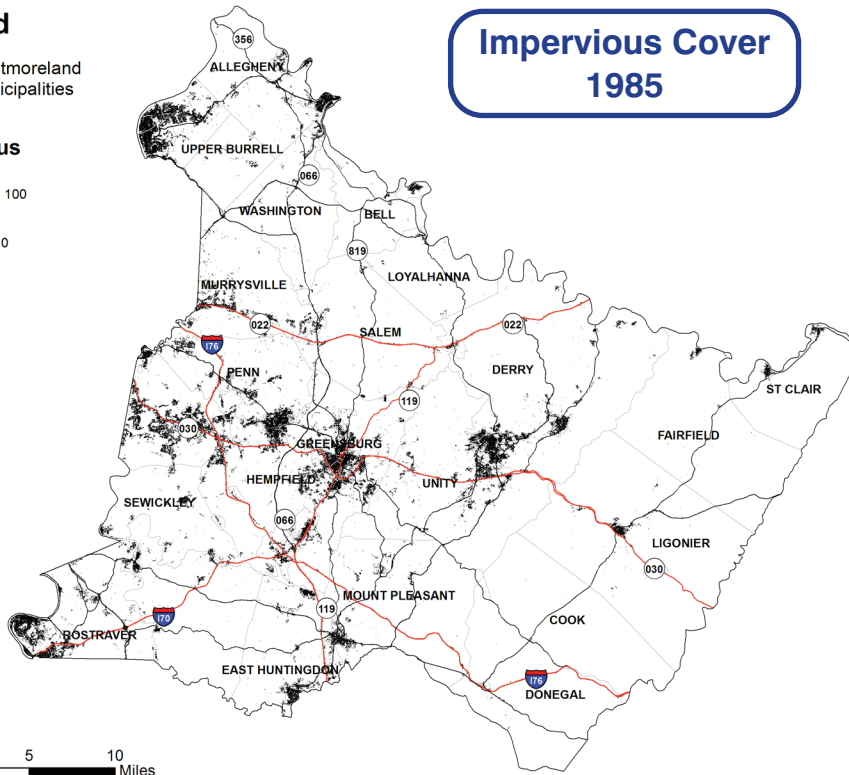 d
tmoreland
icipalities
us
100
0
Impervious Cover
1985
356
ALLEGHENY
UPPER BURRELL
066
WASHINGTON
BELL
819
LOYALHANNA
MURRYSVILLE
022
SALEM
022
I76
PENN
DERRY
119
ST CLAIR
030
GREENSBURG
FAIRFIELD
HEMPFIELD
UNITY
SEWICKLEY
066
LIGONIER
030
MOUNT PLEASANT
119
I70
COOK
ROSTRAVER
EAST HUNTINGDON
I76
DONEGAL
5 10
Miles